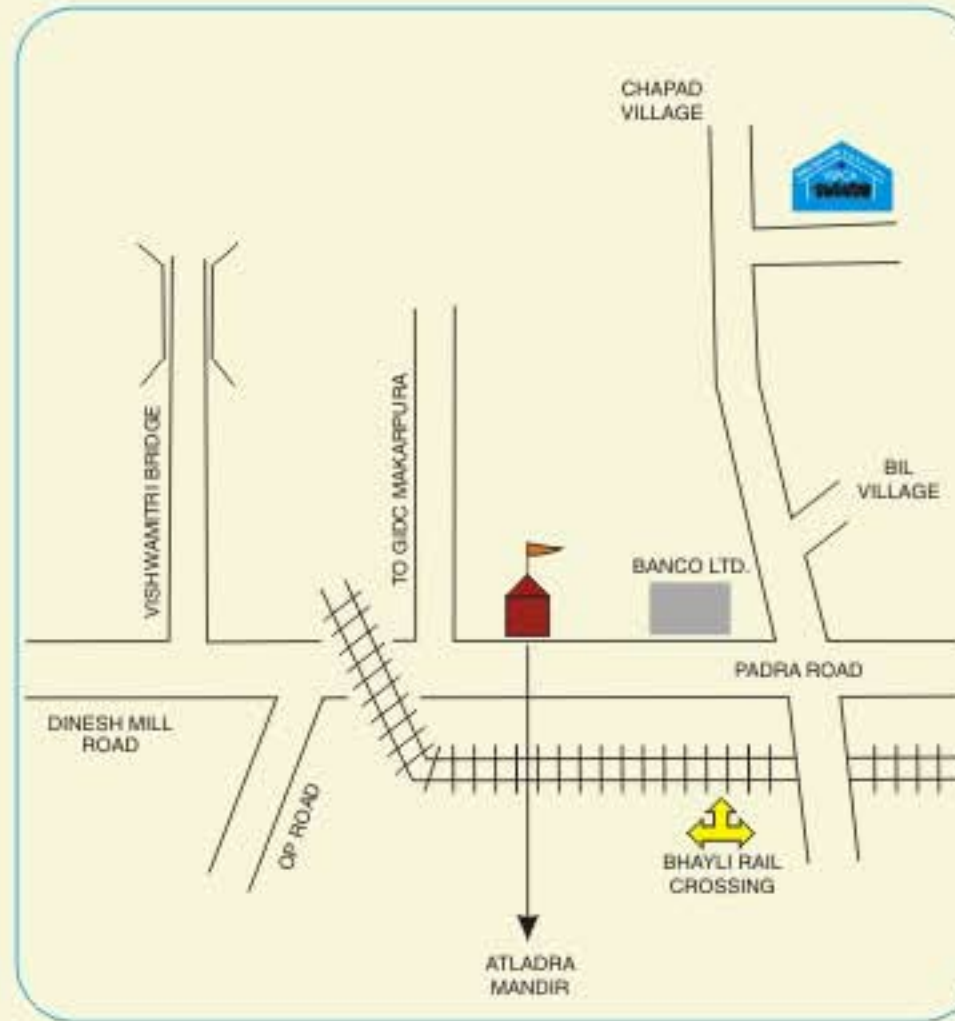 CHAPAD
VILLAGE
VISHWAMITRI BRIDGE
TO GIDC MAKARPURA
BIL
VILLAGE
BANCO LTD.
PADRA ROAD
DINESH MILL
ROAD
OP ROAD
BHAYLI RAIL
CROSSING
ATLADRA
MANDIR